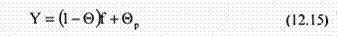 Y = (1 – Θ)f + Θp (12.15)